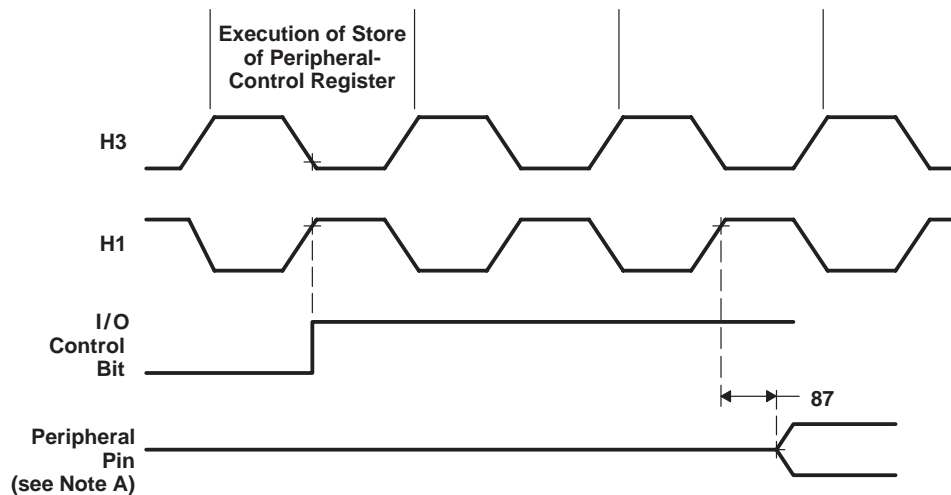 Execution of Store
of Peripheral-
Control Register
H3
H1
I/O
Control
Bit
87
Peripheral
Pin
(see Note A)